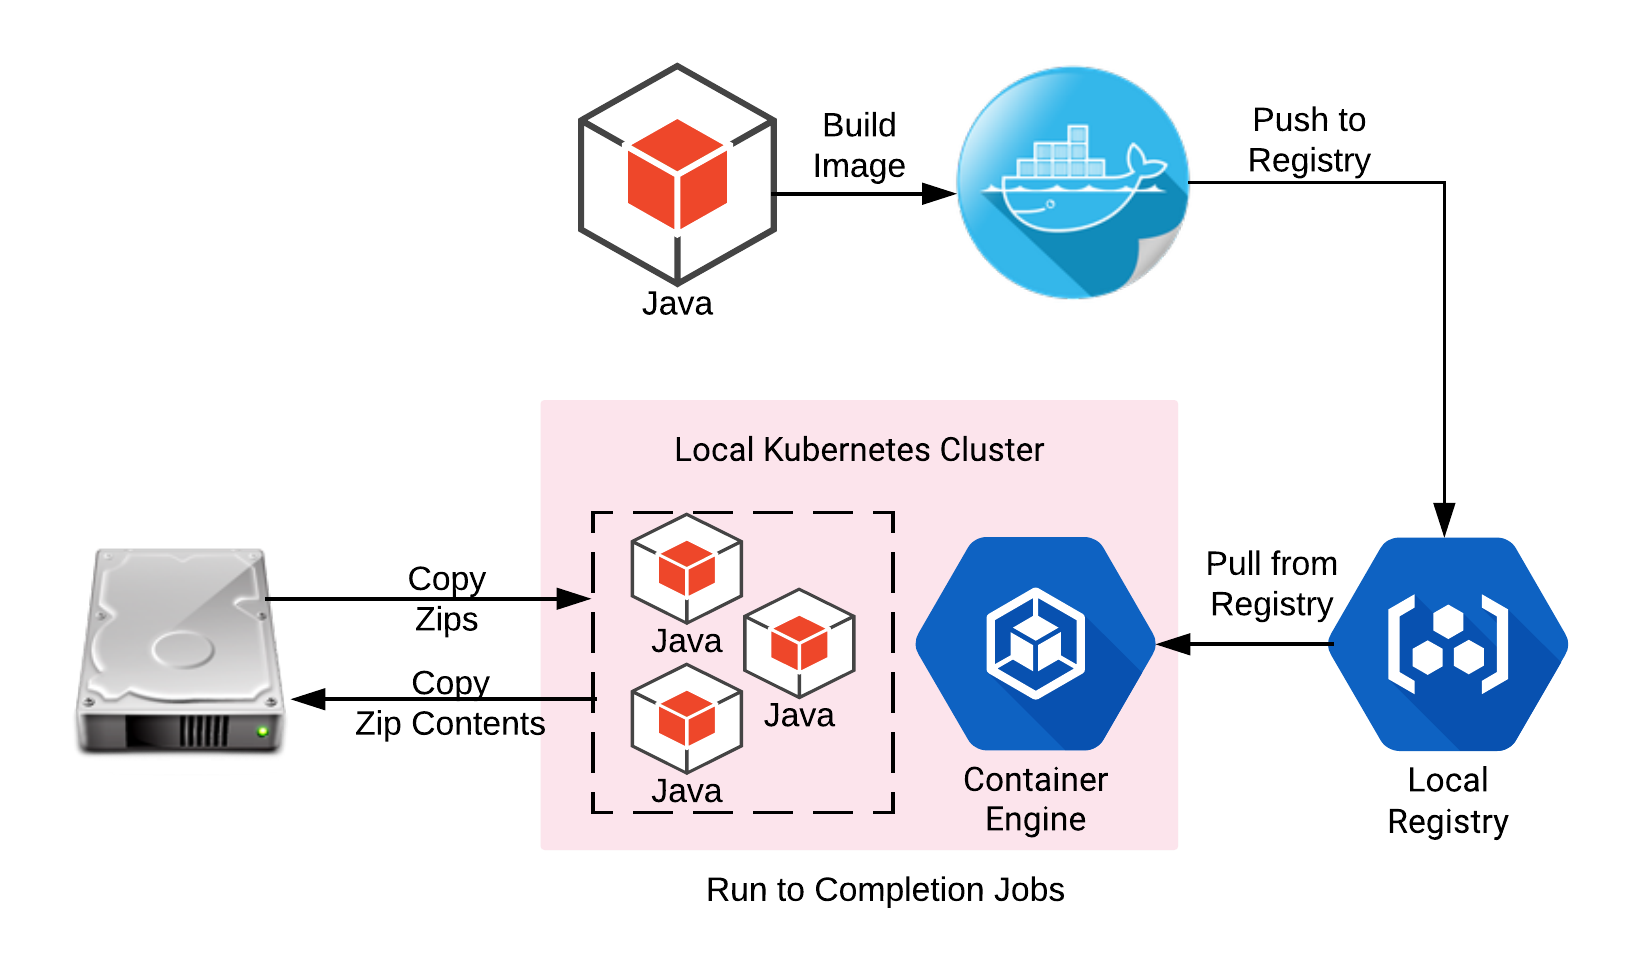 Build
Image
Push to
Registry
Java
Local Kubernetes Cluster
Copy
Zips
Copy
Zip Contents
Java
Java
Java
Pull from
Registry
Container
Engine
Local
Registry
Run to Completion Jobs